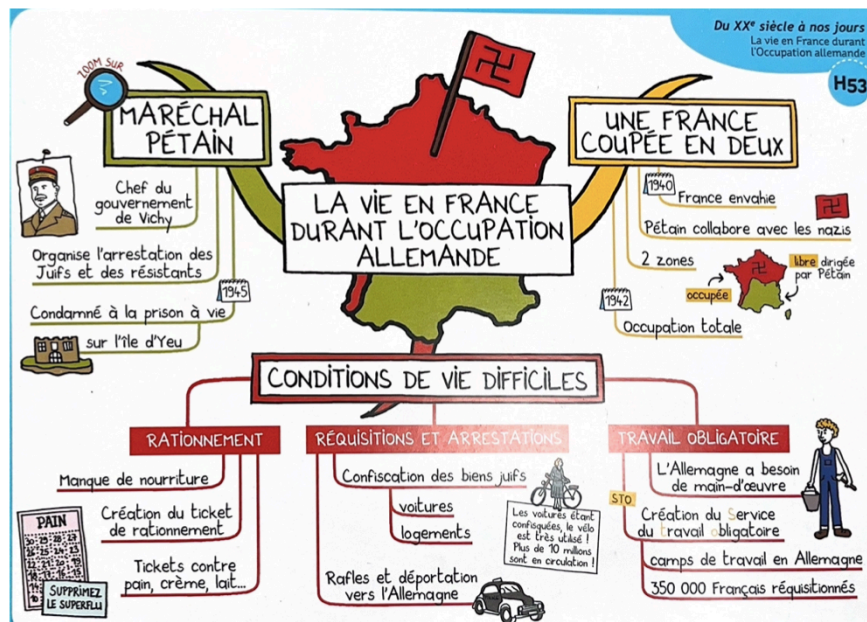 Du XXe siècle à nos jours
La vie en France durant
l'Occupation allemande
H53
ZOOM SUR
MARÉCHAL
PÉTAIN
Chef du
gouvernement
de Vichy
Organise l'arrestation des
Juifs et des résistants
1945
Condamné à la prison à vie
sur l'île d'Yeu
LA VIE EN FRANCE
DURANT L'OCCUPATION
ALLEMANDE
UNE FRANCE
COUPÉE EN DEUX
1940
France envahie
Pétain collabore avec les nazis
2 zones
occupée
libre dirigée
par Pétain
1942
Occupation totale
CONDITIONS DE VIE DIFFICILES
RATIONNEMENT
Manque de nourriture
Création du ticket
de rationnement
Tickets contre
pain, crème, lait...
PAIN
SUPPRIMEZ
LE SUPERFLU
RÉQUISITIONS ET ARRESTATIONS
Confiscation des biens juifs
voitures
logements
Les voitures étant
confisquées, le vélo
est très utilisé !
Plus de 10 millions
sont en circulation !
Rafles et déportation
vers l'Allemagne
TRAVAIL OBLIGATOIRE
L'Allemagne a besoin
de main-d'œuvre
STO
Création du Service
du travail obligatoire
camps de travail en Allemagne
350 000 Français réquisitionnés